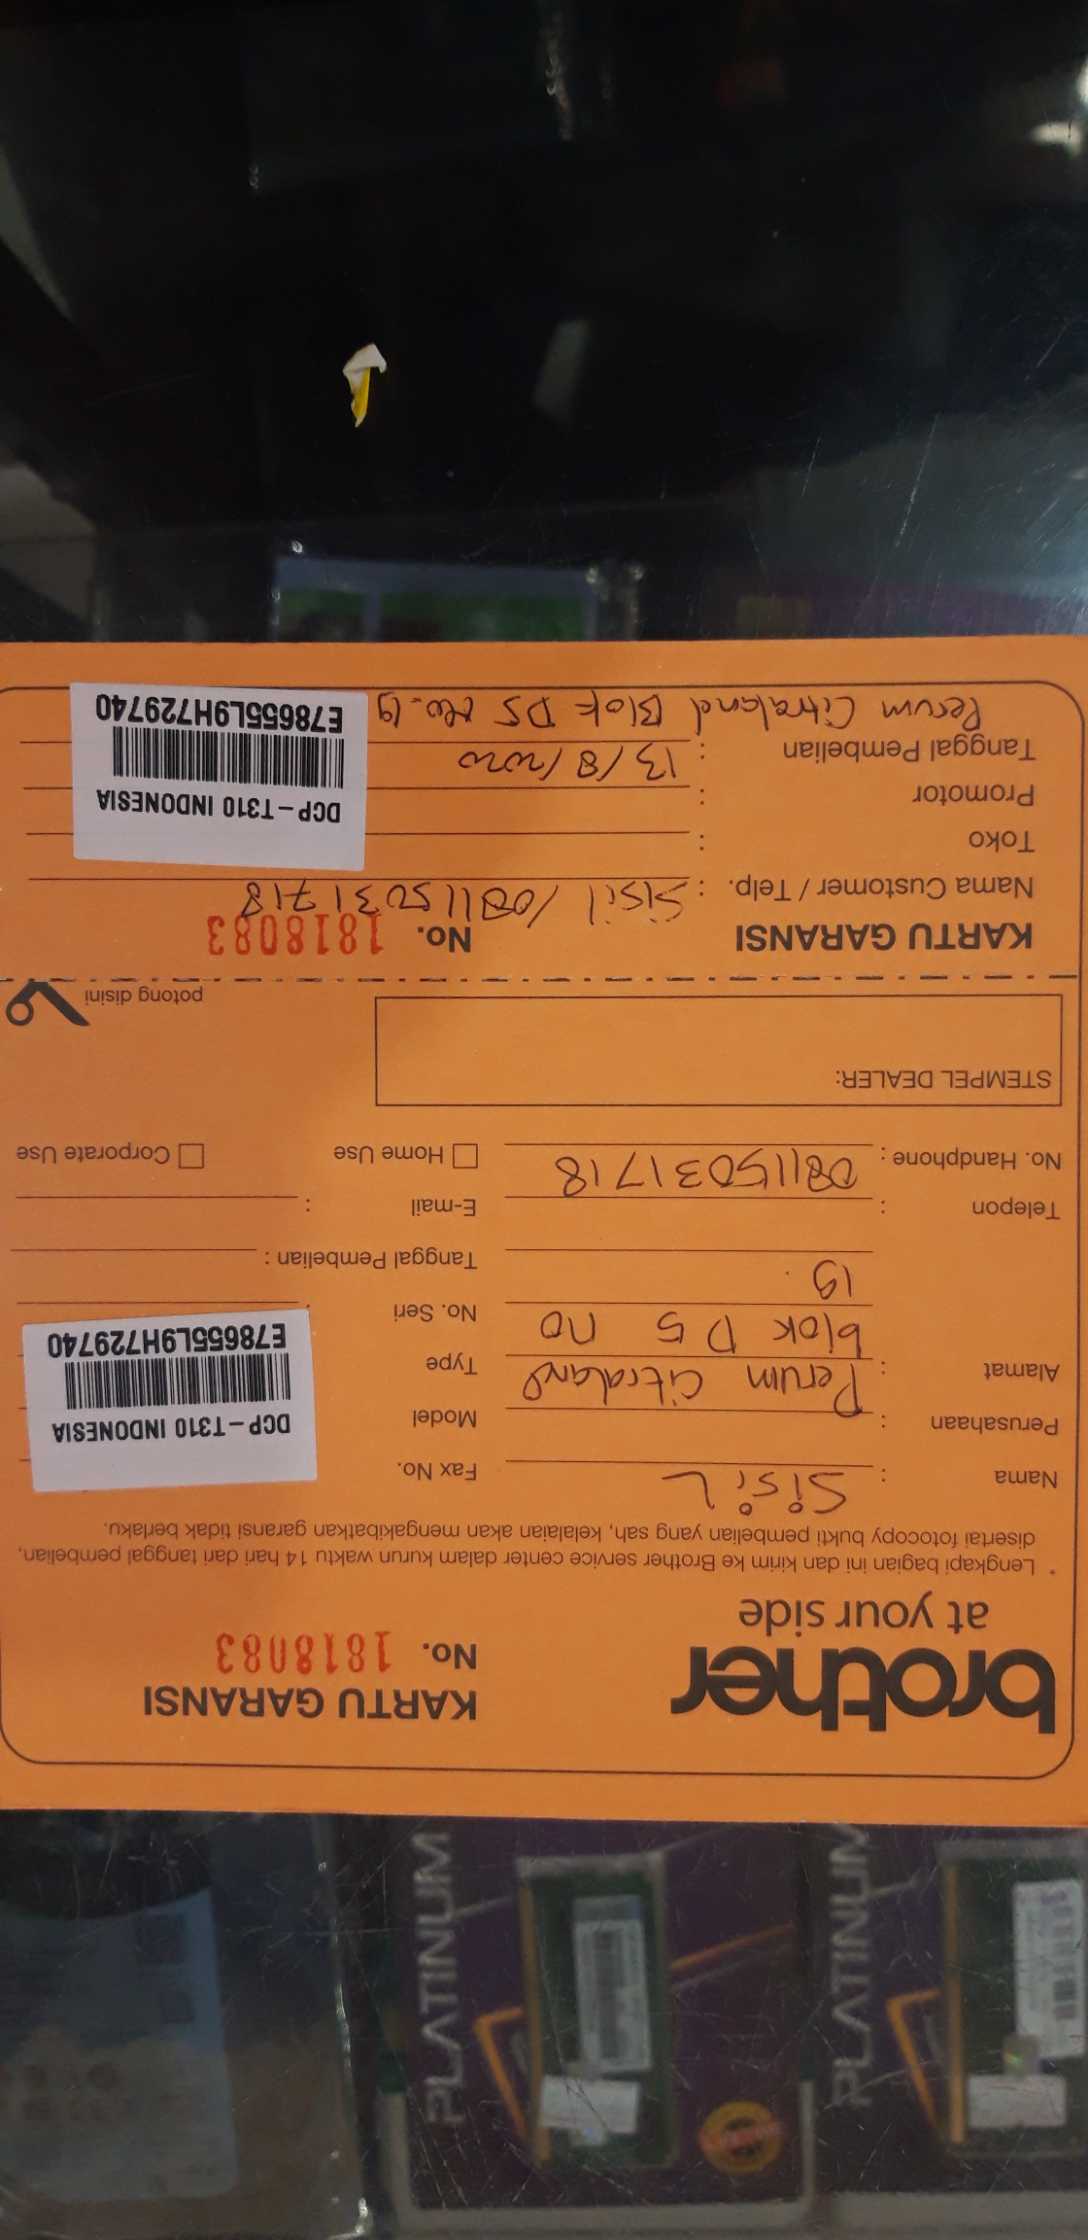 brother
at your side
KARTU GARANSI
No. 1818083
* Lengkapi bagian ini dan kirim ke Brother service center dalam kurun waktu 14 hari dari tanggal pembelian,
disertai fotocopy bukti pembelian yang sah, kelalaian akan mengakibatkan garansi tidak berlaku.
Nama : SisiL
Perusahaan :
Alamat : Perum Citraland
blok D5 no
19.
Telepon :
No. Handphone : 08115031718
Fax No.
Model
Type
No. Seri
Tanggal Pembelian :
E-mail :
Home Use
Corporate Use
DCP-T310 INDONESIA
E78655L9H729740
STEMPEL DEALER:
potong disini
KARTU GARANSI
No. 1818083
Nama Customer / Telp. : Sisil / 08115031718
Toko :
Promotor :
Tanggal Pembelian : 13/8/2020
Perum Citraland Blok D5 No. 19
DCP-T310 INDONESIA
E78655L9H729740
PLATINUM
PLATINUM